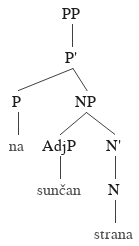 PP
P'
P NP
na AdjP N'
sunčan N
strana